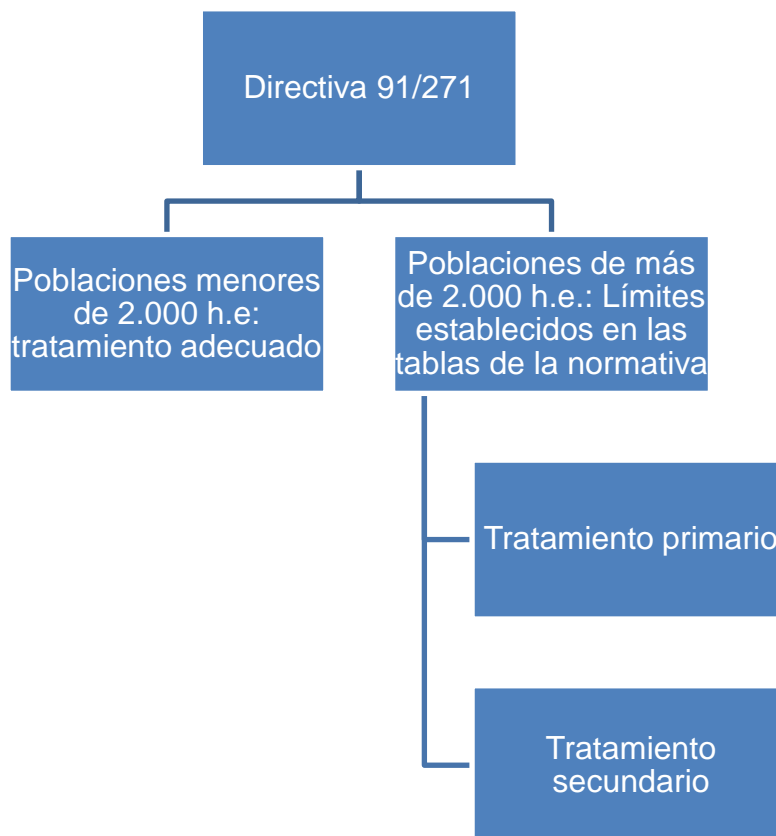 Directiva 91/271
Poblaciones menores
de 2.000 h.e:
tratamiento adecuado
Poblaciones de más
de 2.000 h.e.: Límites
establecidos en las
tablas de la normativa
Tratamiento primario
Tratamiento
secundario